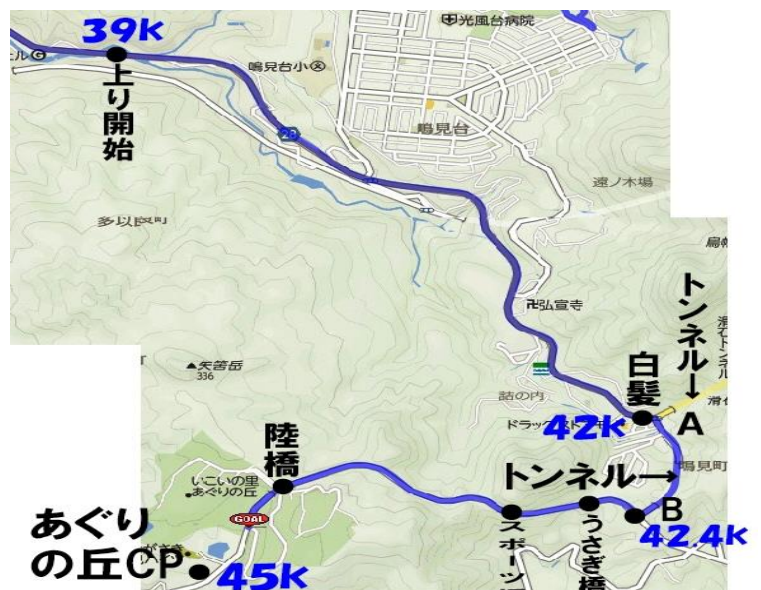 39K
上り開始
光風台病院
鳴見台小
28
鳴見台
遠ノ木場
多以良町
弘宣寺
トンネル→
矢筈岳
336
白髪
詰の内
42K
A
陸橋
トンネル→
鳴見町
いこいの里
あぐりの丘
B
42.4K
GOAL
うさぎ橋
スポーツ
あぐり
の丘CP
45K